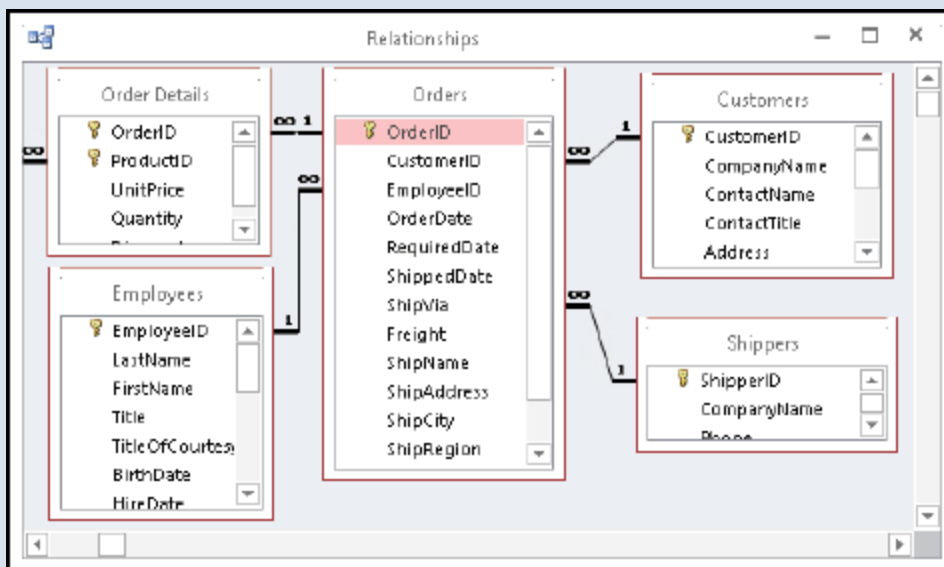 Relationships
Order Details
OrderID
ProductID
UnitPrice
Quantity
Orders
OrderID
CustomerID
EmployeeID
OrderDate
RequiredDate
ShippedDate
ShipVia
Freight
ShipName
ShipAddress
ShipCity
ShipRegion
Customers
CustomerID
CompanyName
ContactName
ContactTitle
Address
Employees
EmployeeID
LastName
FirstName
Title
TitleOfCourtesy
BirthDate
HireDate
Shippers
ShipperID
CompanyName
Phone
∞
∞ 1
∞
1
1
∞
∞
1